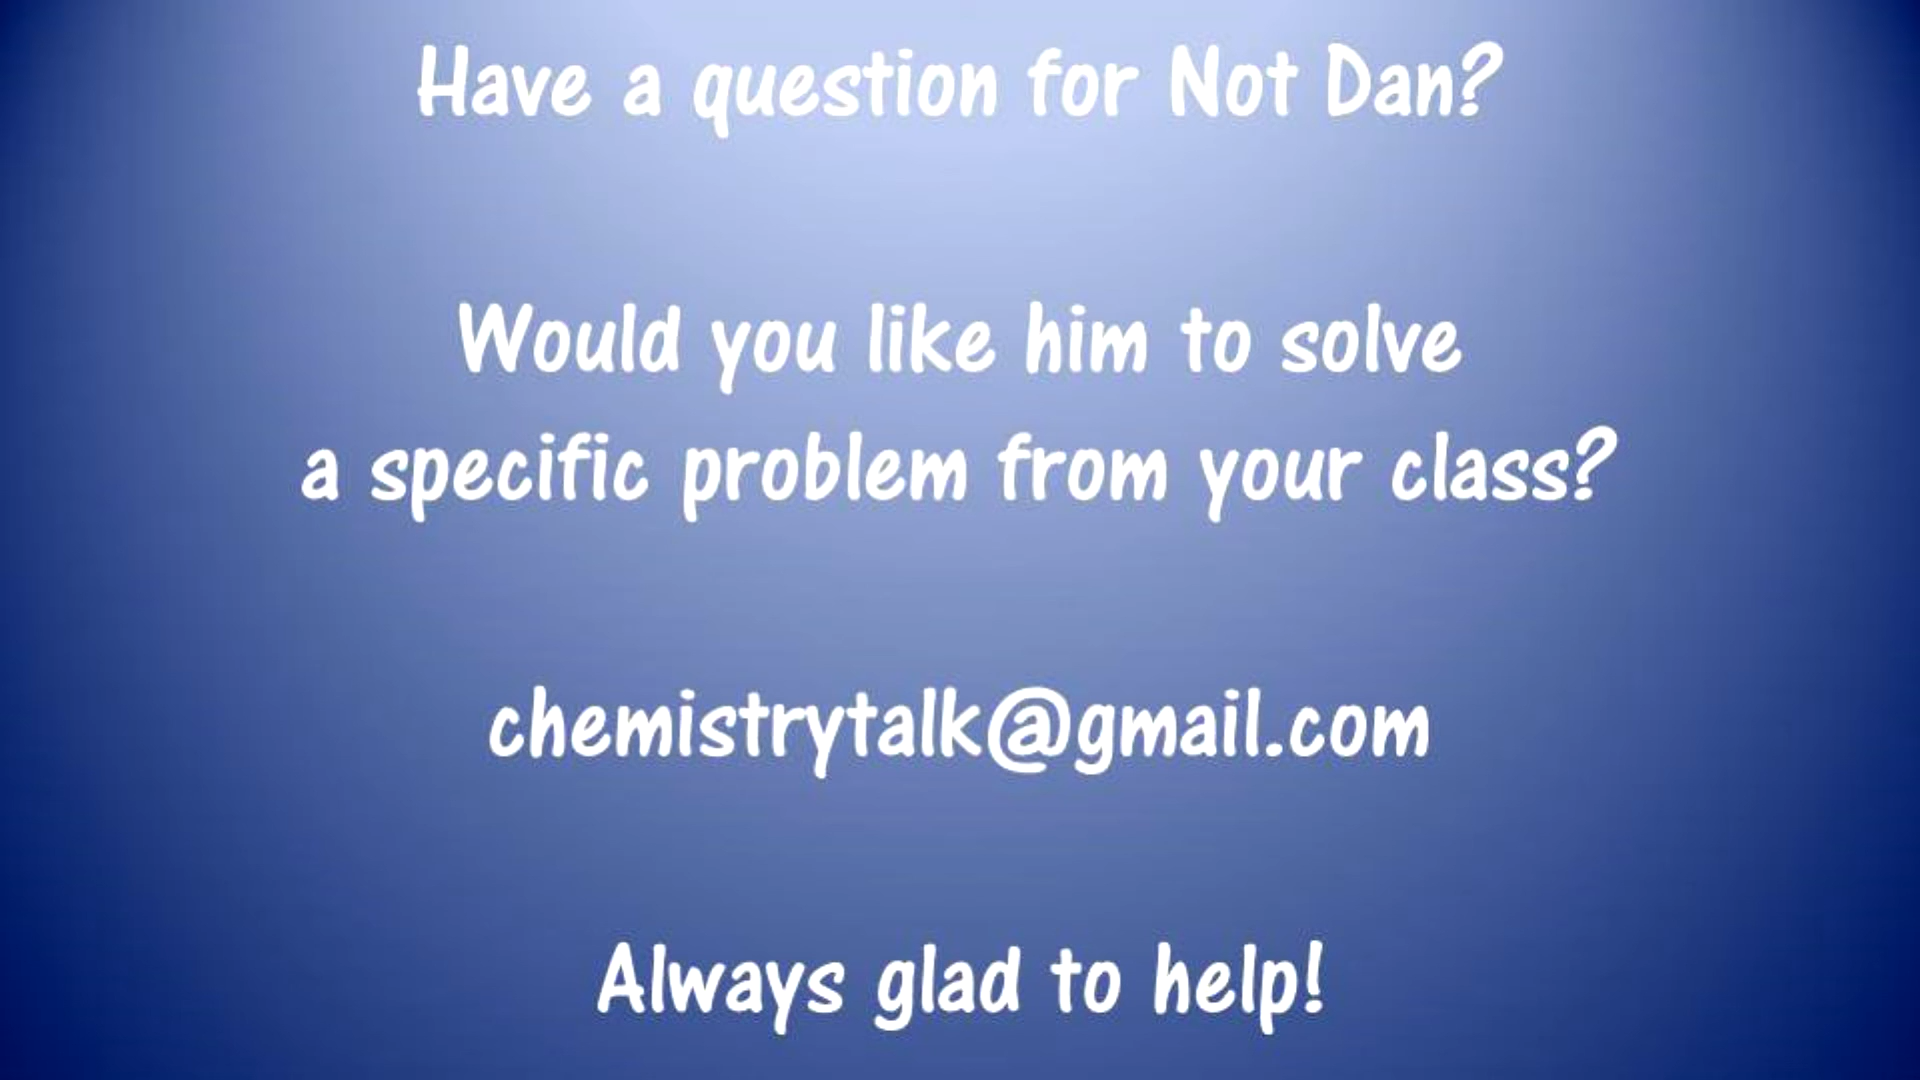 Have a question for Not Dan?
Would you like him to solve
a specific problem from your class?
chemistrytalk@gmail.com
Always glad to help!